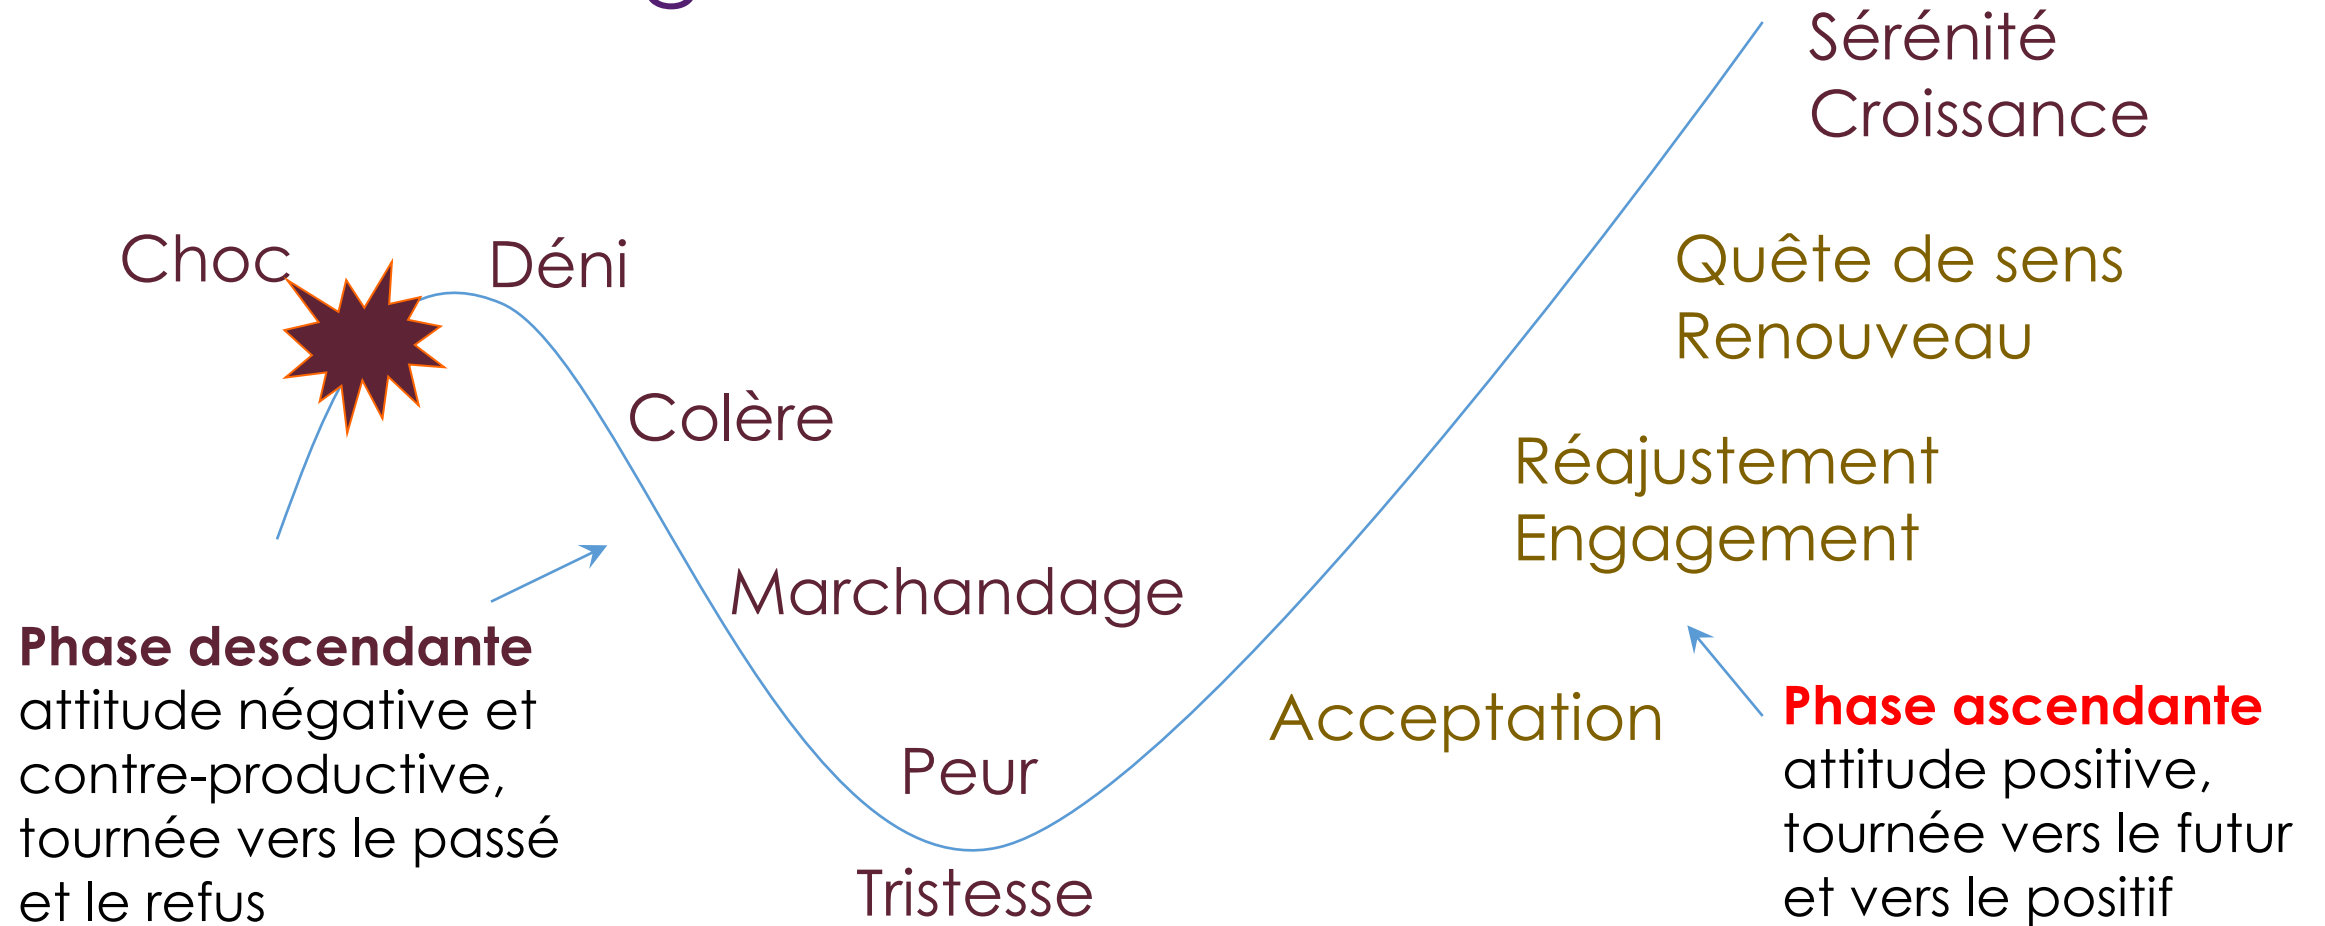 Sérénité
Croissance
Choc
Déni
Quête de sens
Renouveau
Colère
Réajustement
Engagement
Marchandage
Phase descendante
attitude négative et
contre-productive,
tournée vers le passé
et le refus
Acceptation
Phase ascendante
attitude positive,
tournée vers le futur
et vers le positif
Peur
Tristesse